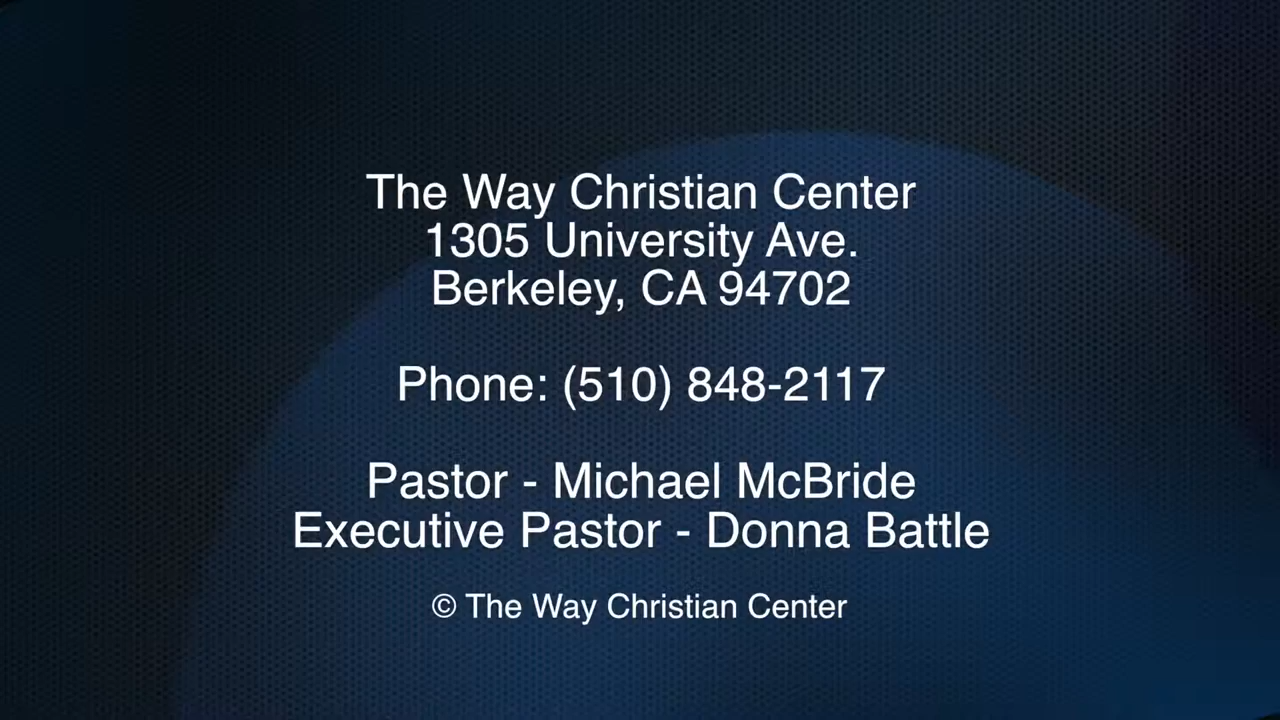 The Way Christian Center
1305 University Ave.
Berkeley, CA 94702
Phone: (510) 848-2117
Pastor - Michael McBride
Executive Pastor - Donna Battle
© The Way Christian Center